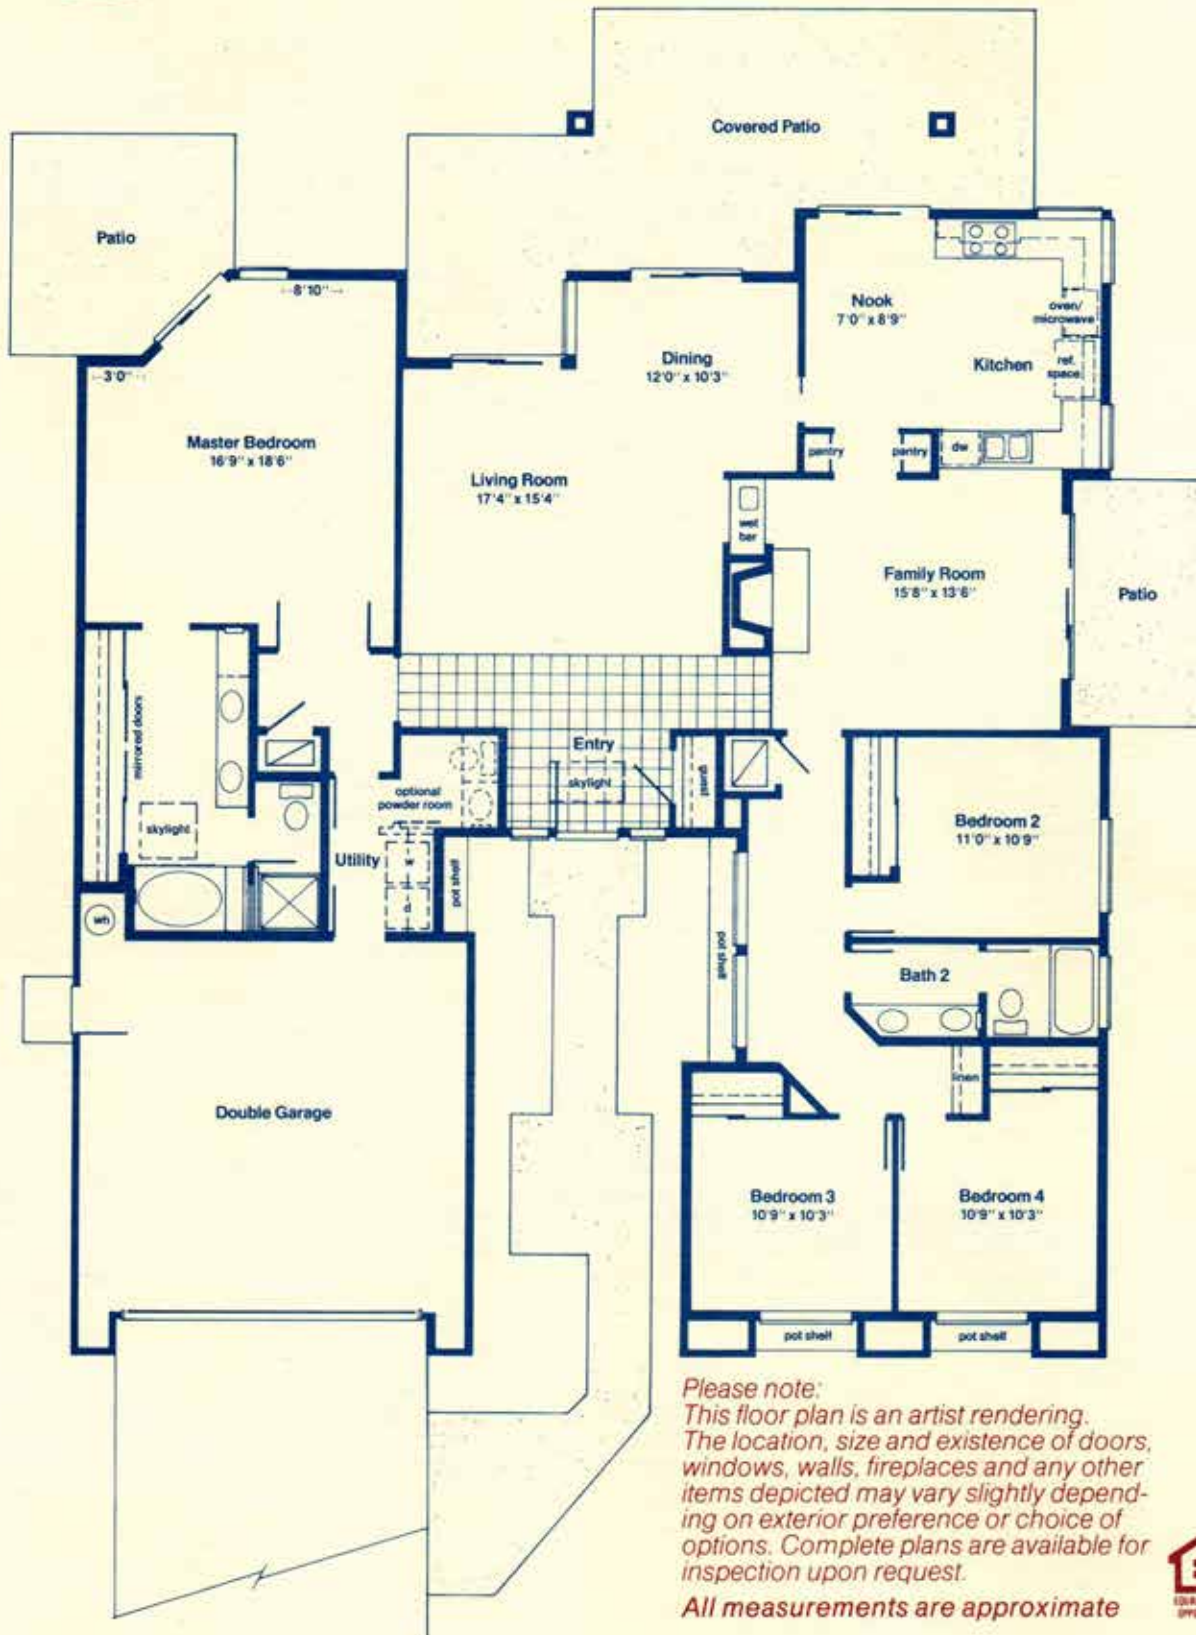 Covered Patio
Patio
8'10"
3'0"
Nook
7'0" x 8'9"
oven/
microwave
Kitchen
ref.
space
Dining
12'0" x 10'3"
Master Bedroom
16'9" x 18'6"
Living Room
17'4" x 15'4"
pantry
pantry
dw
wet
bar
Family Room
15'8" x 13'6"
Patio
mirrored doors
Entry
skylight
guest
optional
powder room
skylight
Utility
w
d
pot shelf
pot shelf
wh
Bedroom 2
11'0" x 10'9"
Bath 2
linen
Double Garage
Bedroom 3
10'9" x 10'3"
Bedroom 4
10'9" x 10'3"
pot shelf
pot shelf
Please note:
This floor plan is an artist rendering.
The location, size and existence of doors,
windows, walls, fireplaces and any other
items depicted may vary slightly depend-
ing on exterior preference or choice of
options. Complete plans are available for
inspection upon request.
All measurements are approximate